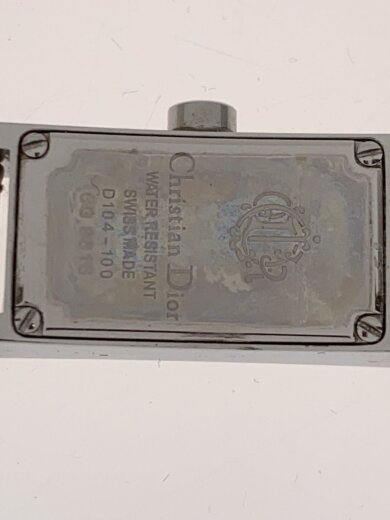 Christian Dior
WATER RESISTANT
SWISS MADE
D104-100